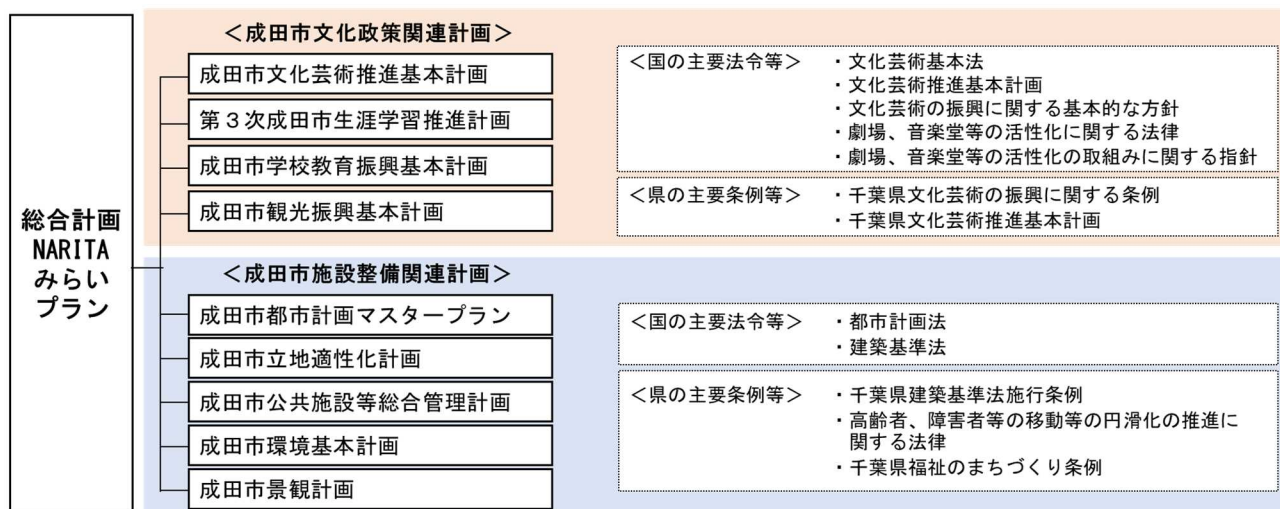 総合計画
NARITA
みらい
プラン
＜成田市文化政策関連計画＞
成田市文化芸術推進基本計画
第３次成田市生涯学習推進計画
成田市学校教育振興基本計画
成田市観光振興基本計画
＜国の主要法令等＞
・文化芸術基本法
・文化芸術推進基本計画
・文化芸術の振興に関する基本的な方針
・劇場、音楽堂等の活性化に関する法律
・劇場、音楽堂等の活性化の取組みに関する指針
＜県の主要条例等＞
・千葉県文化芸術の振興に関する条例
・千葉県文化芸術推進基本計画
＜成田市施設整備関連計画＞
成田市都市計画マスタープラン
成田市立地適性化計画
成田市公共施設等総合管理計画
成田市環境基本計画
成田市景観計画
＜国の主要法令等＞
・都市計画法
・建築基準法
＜県の主要条例等＞
・千葉県建築基準法施行条例
・高齢者、障害者等の移動等の円滑化の推進に
関する法律
・千葉県福祉のまちづくり条例